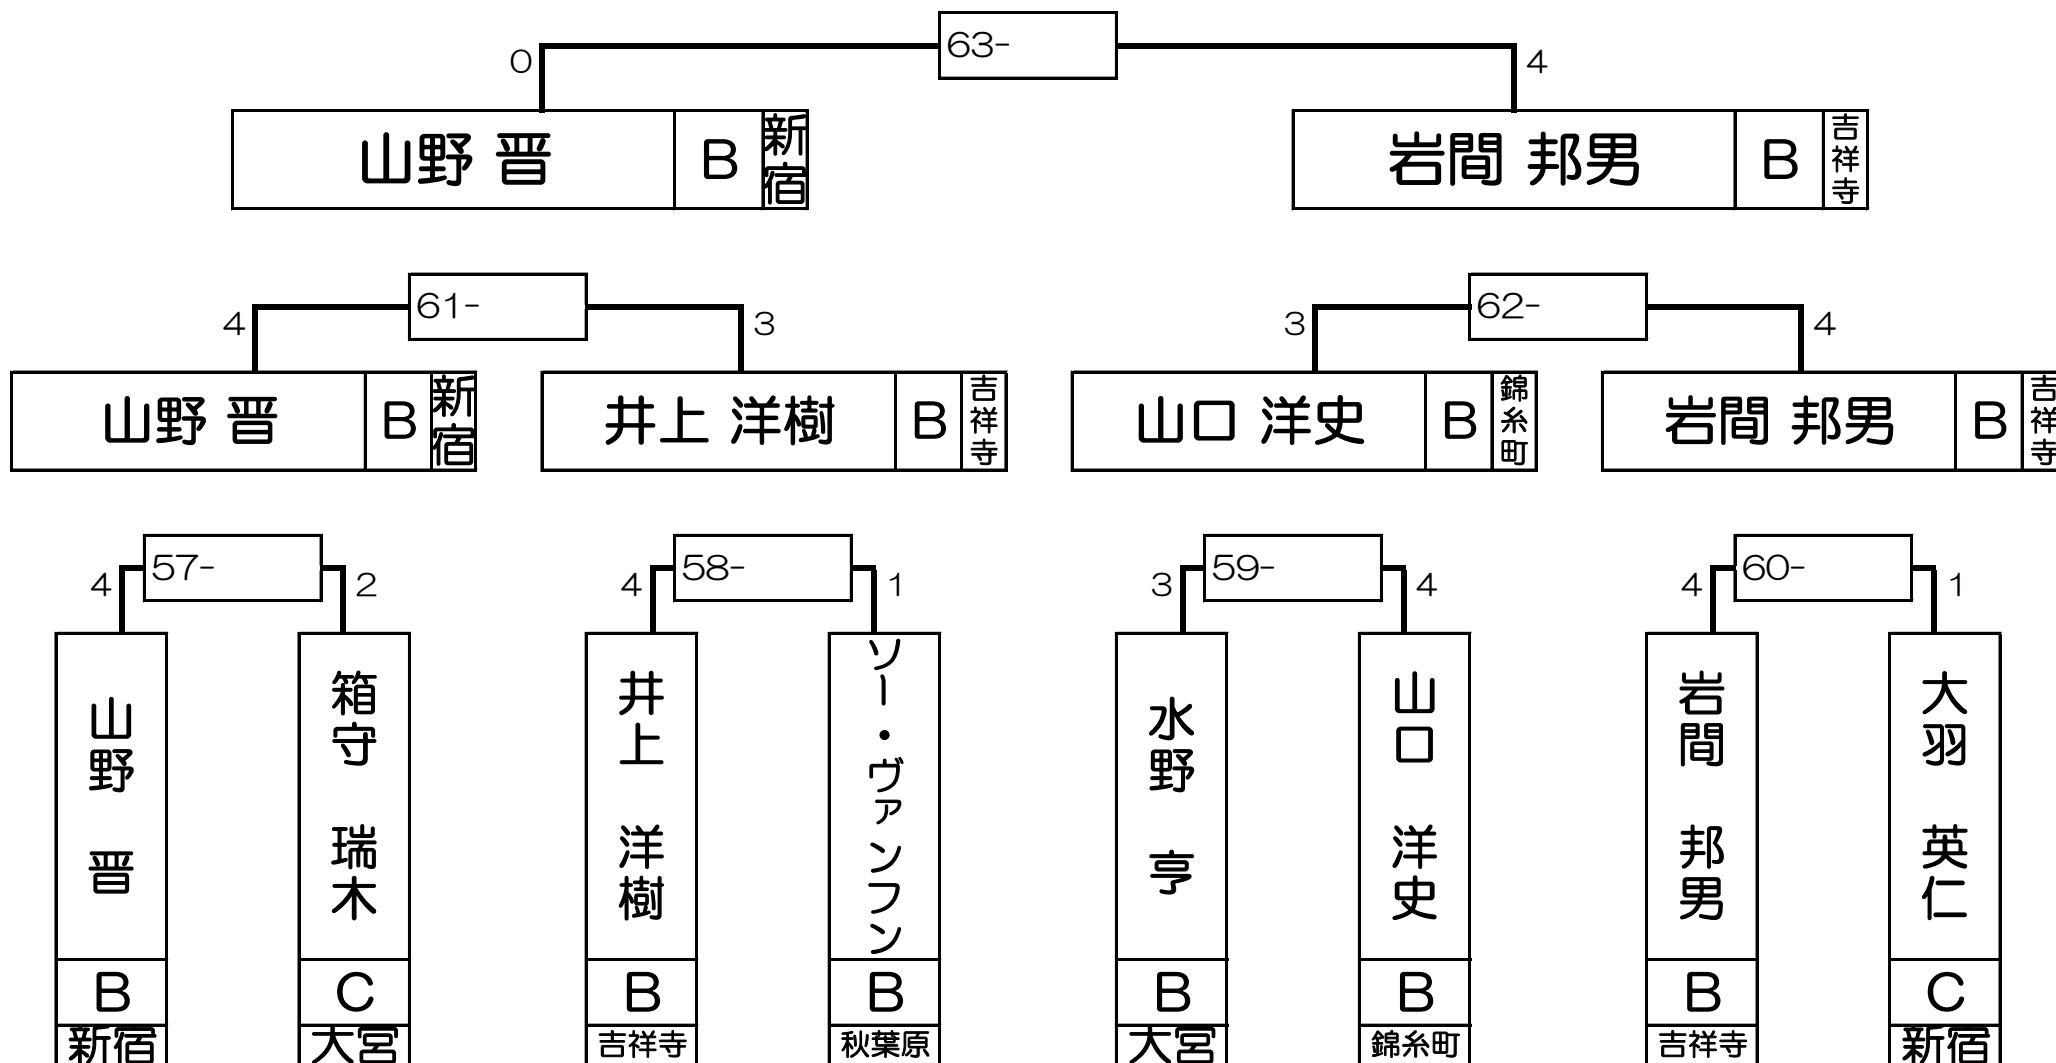 63-
0
4
山野 晋
B
新宿
岩間 邦男
B
吉祥寺
61-
4
3
62-
3
4
山野 晋
B
新宿
井上 洋樹
B
吉祥寺
山口 洋史
B
錦糸町
岩間 邦男
B
吉祥寺
57-
4
2
58-
4
1
59-
3
4
60-
4
1
山野 晋
B
新宿
箱守 瑞木
C
大宮
井上 洋樹
B
吉祥寺
ソー・ヴァンフン
B
秋葉原
水野 亨
B
大宮
山口 洋史
B
錦糸町
岩間 邦男
B
吉祥寺
大羽 英仁
C
新宿